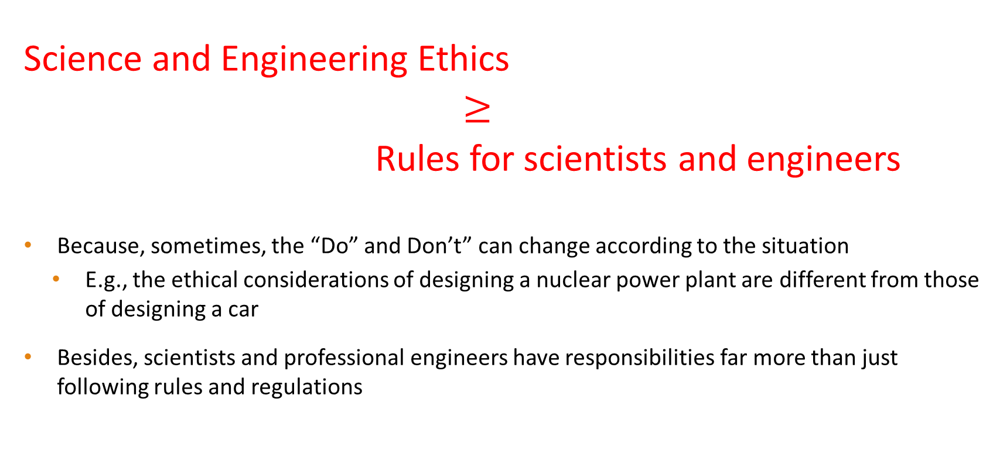 Science and Engineering Ethics
≥
Rules for scientists and engineers
• Because, sometimes, the “Do” and Don’t” can change according to the situation
• E.g., the ethical considerations of designing a nuclear power plant are different from those
of designing a car
• Besides, scientists and professional engineers have responsibilities far more than just
following rules and regulations